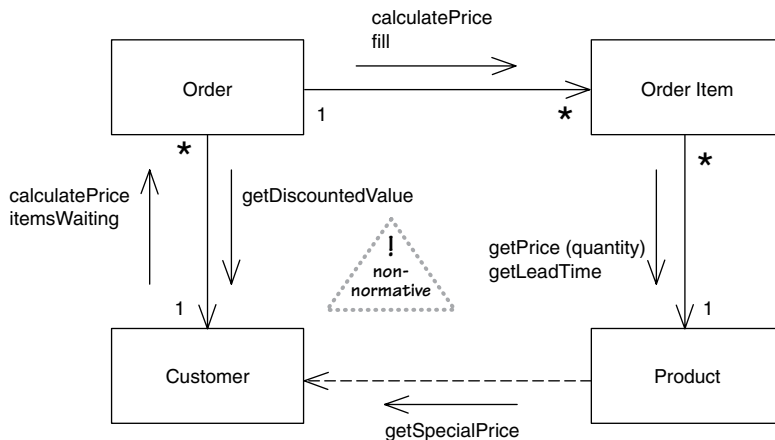 calculatePrice
fill
Order
Order Item
1
*
*
*
calculatePrice
itemsWaiting
getDiscountedValue
!
non-
normative
getPrice (quantity)
getLeadTime
1
1
Customer
Product
getSpecialPrice